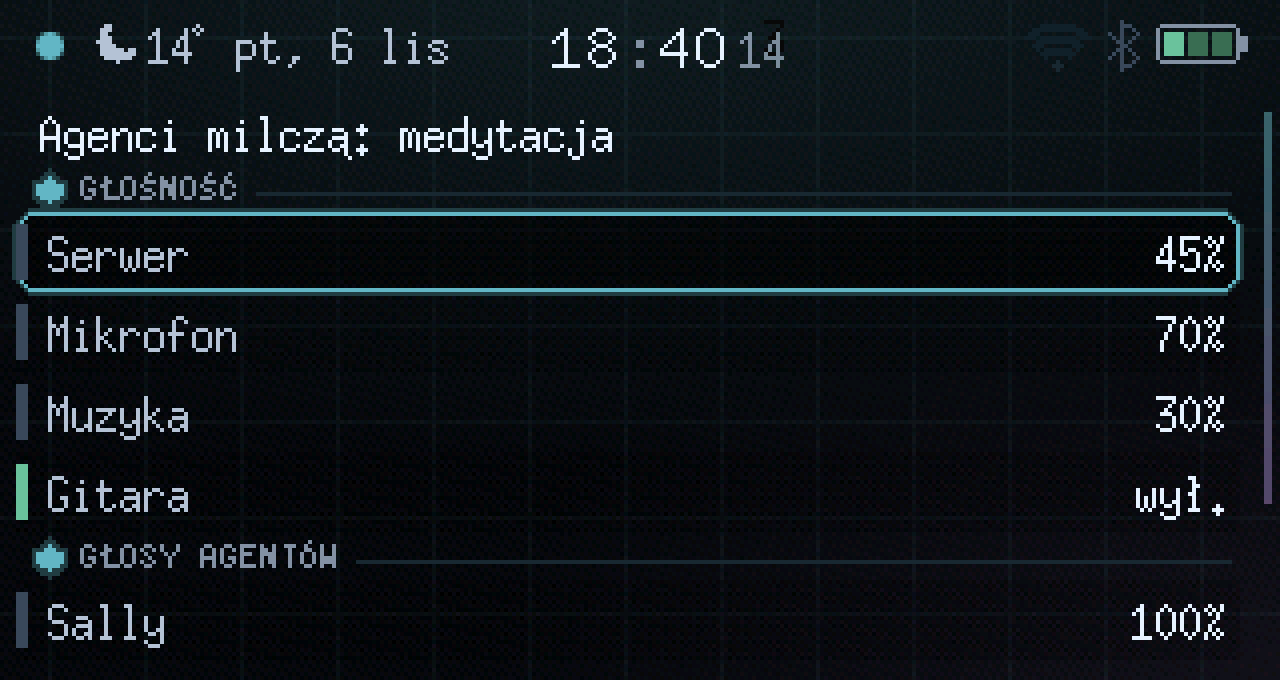 14° pt, 6 lis 18:40 14
Agenci milczą: medytacja
GŁOŚNOŚĆ
Serwer 45%
Mikrofon 70%
Muzyka 30%
Gitara wył.
GŁOSY AGENTÓW
Sally 100%